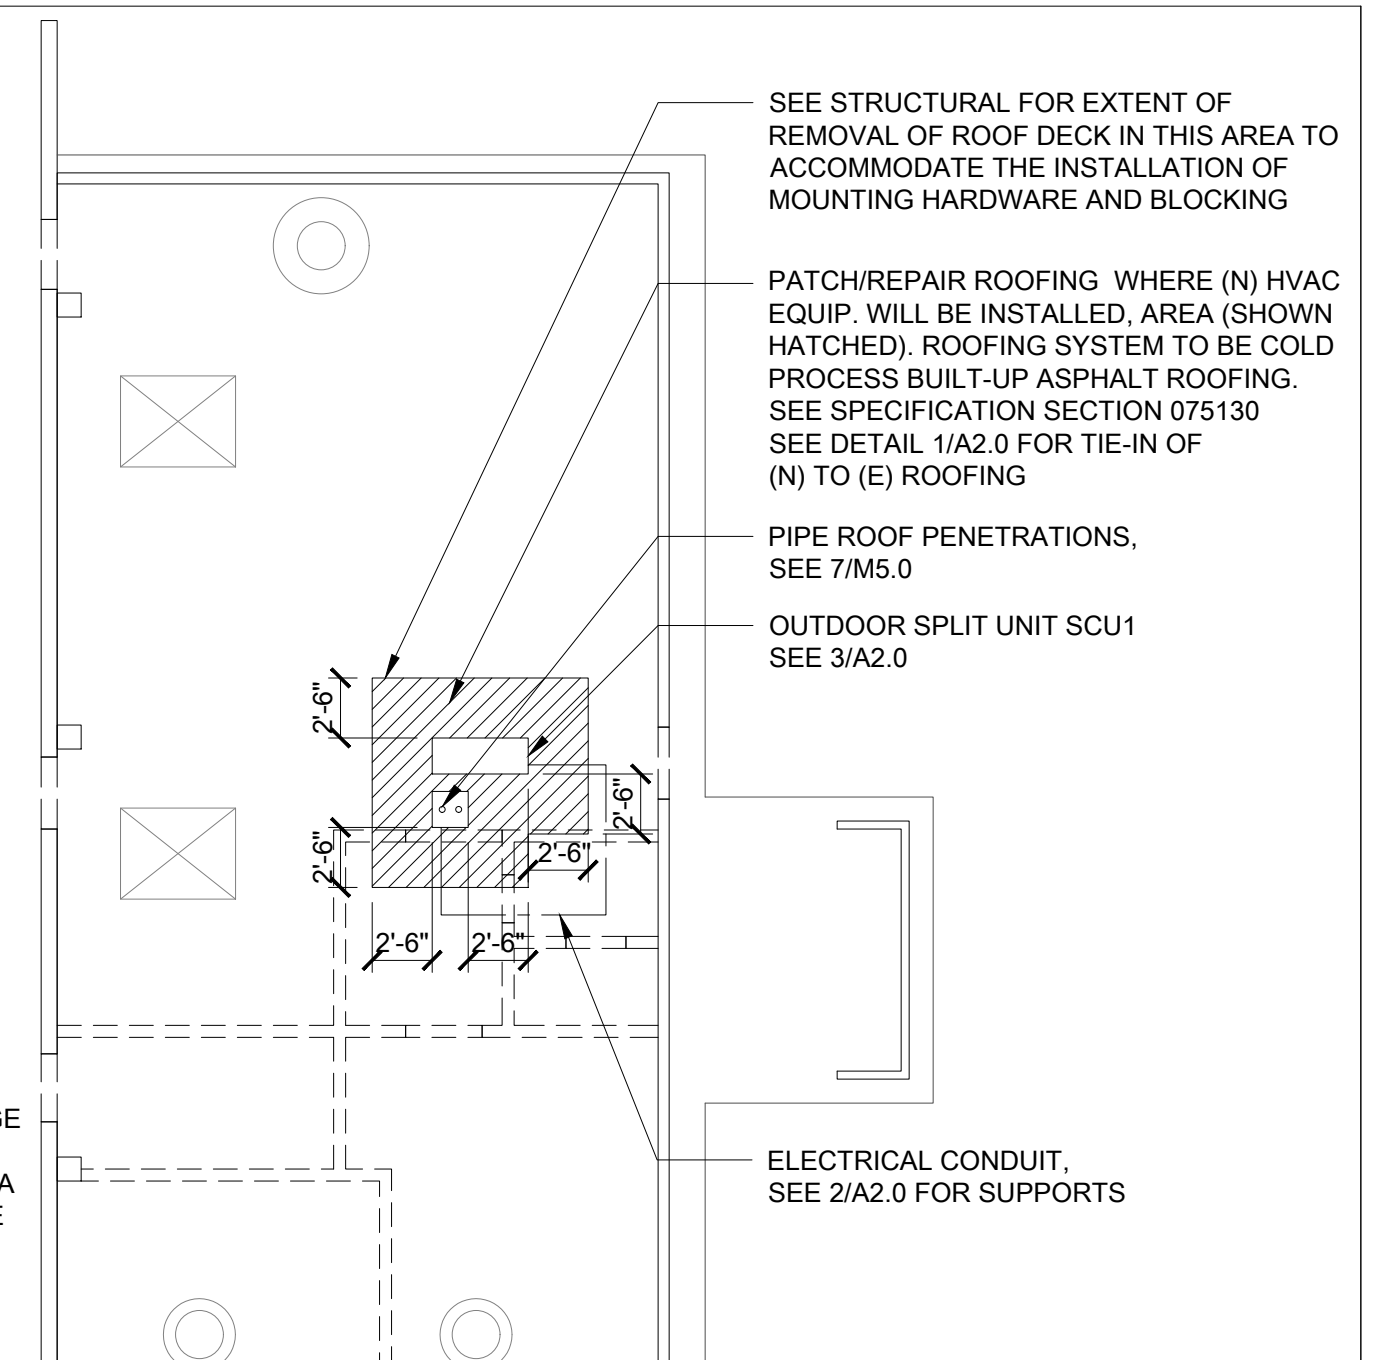 SEE STRUCTURAL FOR EXTENT OF
REMOVAL OF ROOF DECK IN THIS AREA TO
ACCOMMODATE THE INSTALLATION OF
MOUNTING HARDWARE AND BLOCKING
PATCH/REPAIR ROOFING WHERE (N) HVAC
EQUIP. WILL BE INSTALLED, AREA (SHOWN
HATCHED). ROOFING SYSTEM TO BE COLD
PROCESS BUILT-UP ASPHALT ROOFING.
SEE SPECIFICATION SECTION 075130
SEE DETAIL 1/A2.0 FOR TIE-IN OF
(N) TO (E) ROOFING
PIPE ROOF PENETRATIONS,
SEE 7/M5.0
OUTDOOR SPLIT UNIT SCU1
SEE 3/A2.0
2'-6"
2'-6"
2'-6"
2'-6"
2'-6"
2'-6"
GE
A
E
ELECTRICAL CONDUIT,
SEE 2/A2.0 FOR SUPPORTS